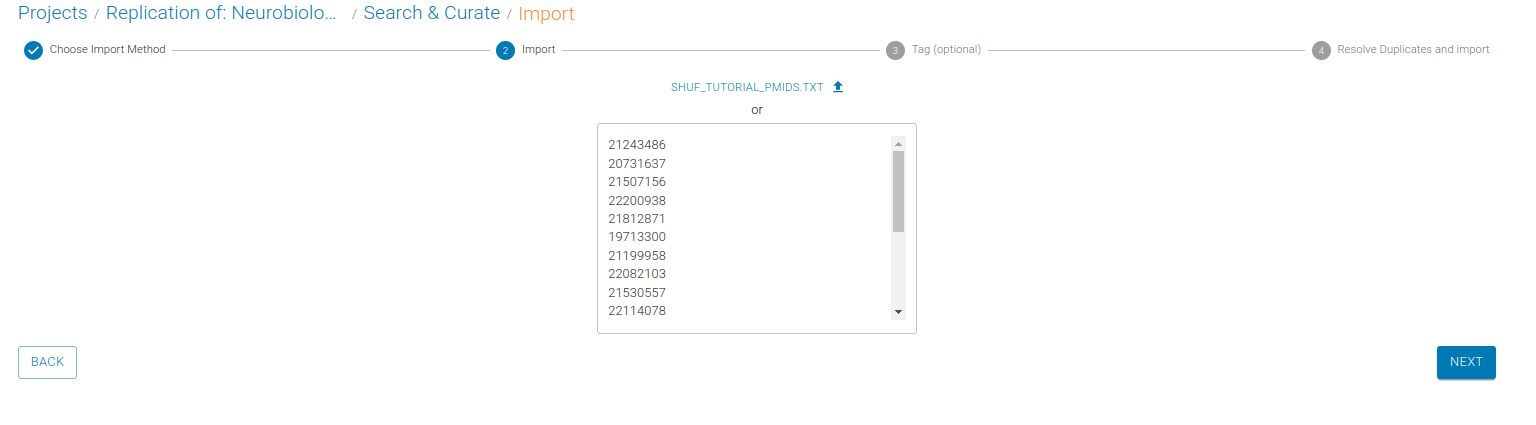 Projects / Replication of: Neurobiolo... / Search & Curate / Import
Choose Import Method 2 Import 3 Tag (optional) 4 Resolve Duplicates and import
SHUF_TUTORIAL_PMIDS.TXT
or
21243486
20731637
21507156
22200938
21812871
19713300
21199958
22082103
21530557
22114078
BACK NEXT